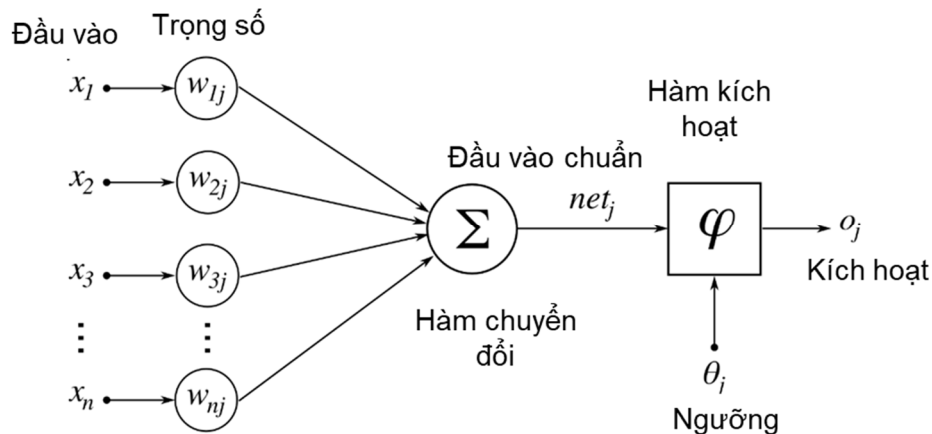 Đầu vào
Trọng số
x1
w1j
x2
w2j
x3
w3j
⋮
⋮
xn
wnj
Σ
Hàm chuyển
đổi
Đầu vào chuẩn
netj
Hàm kích
hoạt
φ
oj
Kích hoạt
θj
Ngưỡng